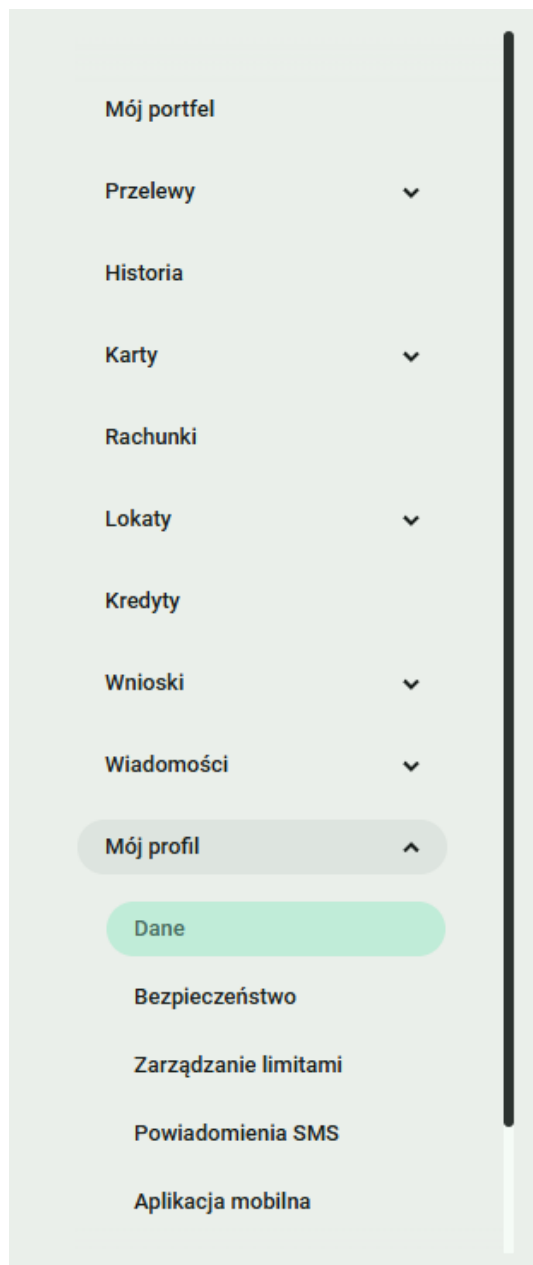 Mój portfel
Przelewy
Historia
Karty
Rachunki
Lokaty
Kredyty
Wnioski
Wiadomości
Mój profil
Dane
Bezpieczeństwo
Zarządzanie limitami
Powiadomienia SMS
Aplikacja mobilna